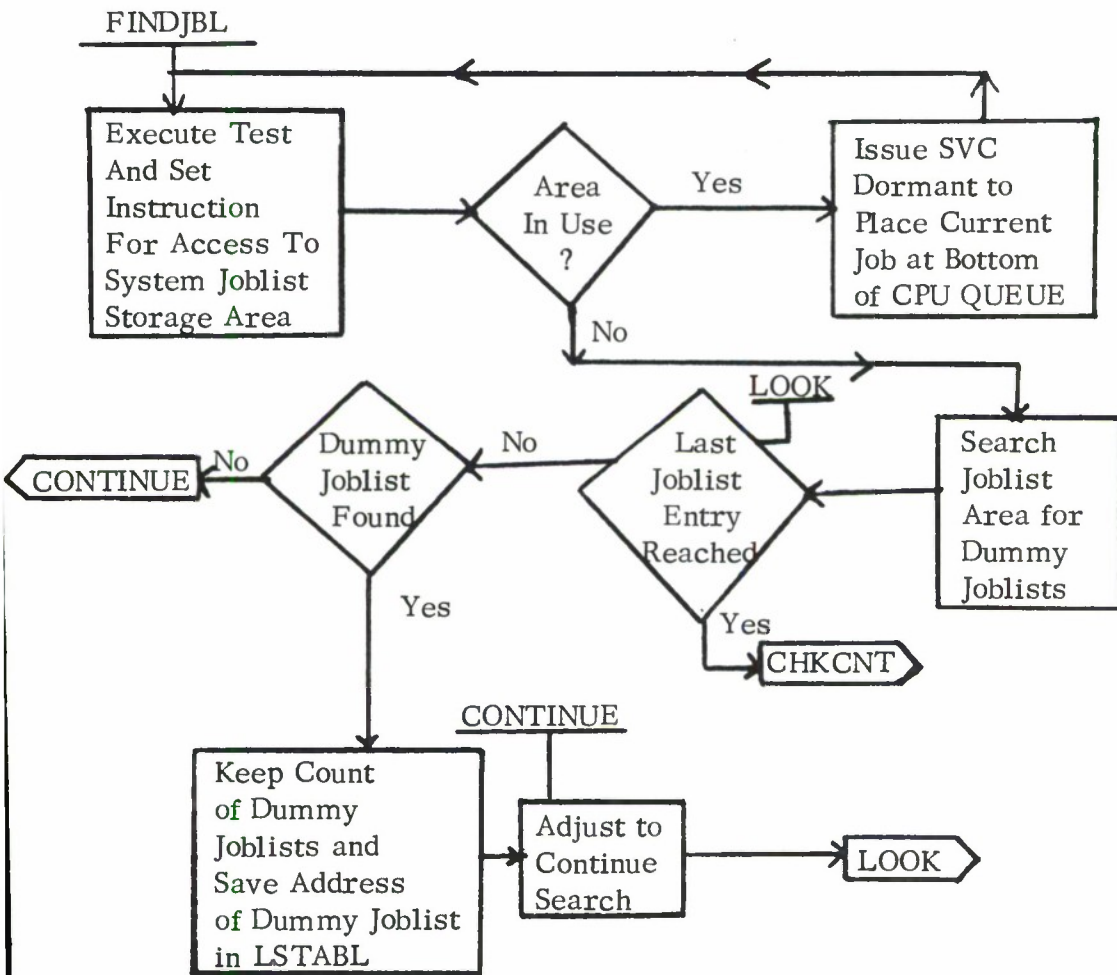 FINDJBL
Execute Test
And Set
Instruction
For Access To
System Joblist
Storage Area
Area
In Use
?
Yes
Issue SVC
Dormant to
Place Current
Job at Bottom
of CPU QUEUE
No
LOOK
Search
Joblist
Area for
Dummy
Joblists
Last
Joblist
Entry
Reached
No
Yes
CHKCNT
Dummy
Joblist
Found
No
CONTINUE
Yes
Keep Count
of Dummy
Joblists and
Save Address
of Dummy Joblist
in LSTABL
CONTINUE
Adjust to
Continue
Search
LOOK